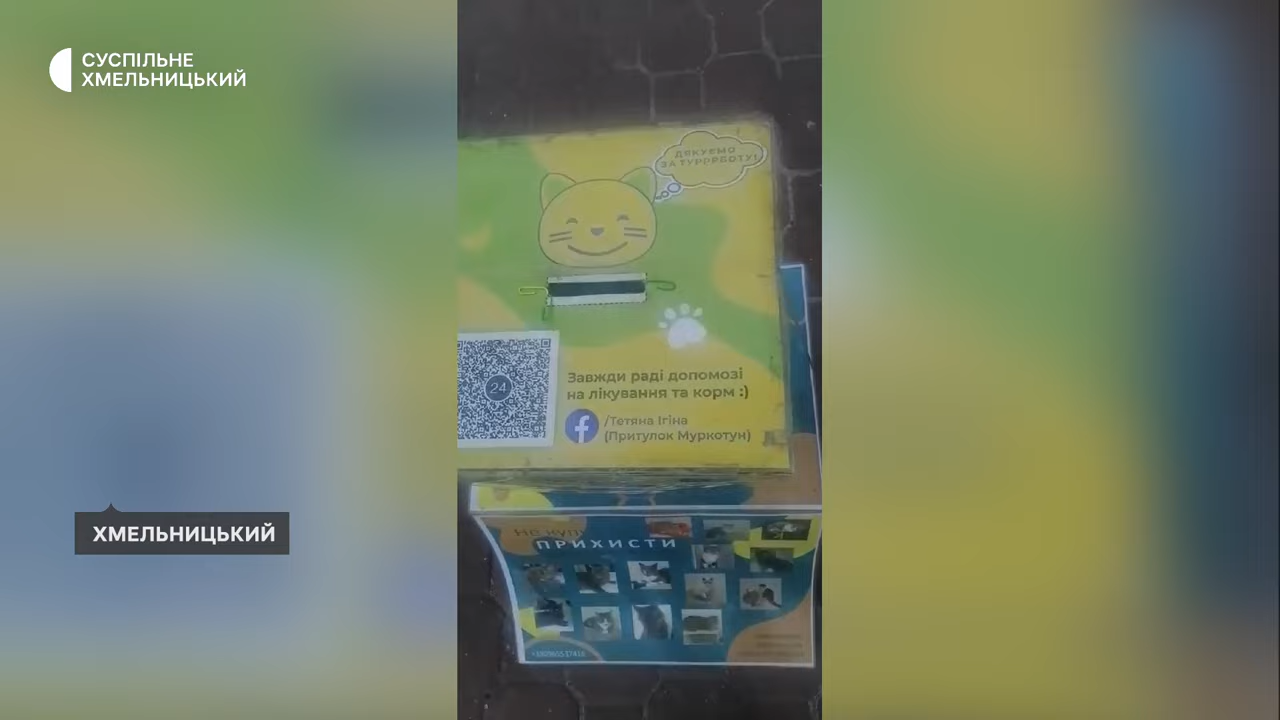 СУСПІЛЬНЕ
ХМЕЛЬНИЦЬКИЙ
ДЯКУЄМО
ЗА ТУРРРБОТУ!
24
Завжди раді допомозі
на лікування та корм :)
/Тетяна Ігіна
(Притулок Муркотун)
ХМЕЛЬНИЦЬКИЙ
Не
ПРИХИСТИ